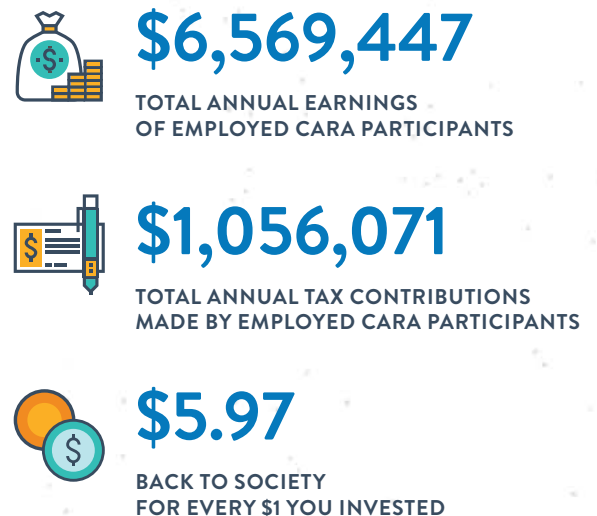 $6,569,447
TOTAL ANNUAL EARNINGS
OF EMPLOYED CARA PARTICIPANTS
$1,056,071
TOTAL ANNUAL TAX CONTRIBUTIONS
MADE BY EMPLOYED CARA PARTICIPANTS
$5.97
BACK TO SOCIETY
FOR EVERY $1 YOU INVESTED